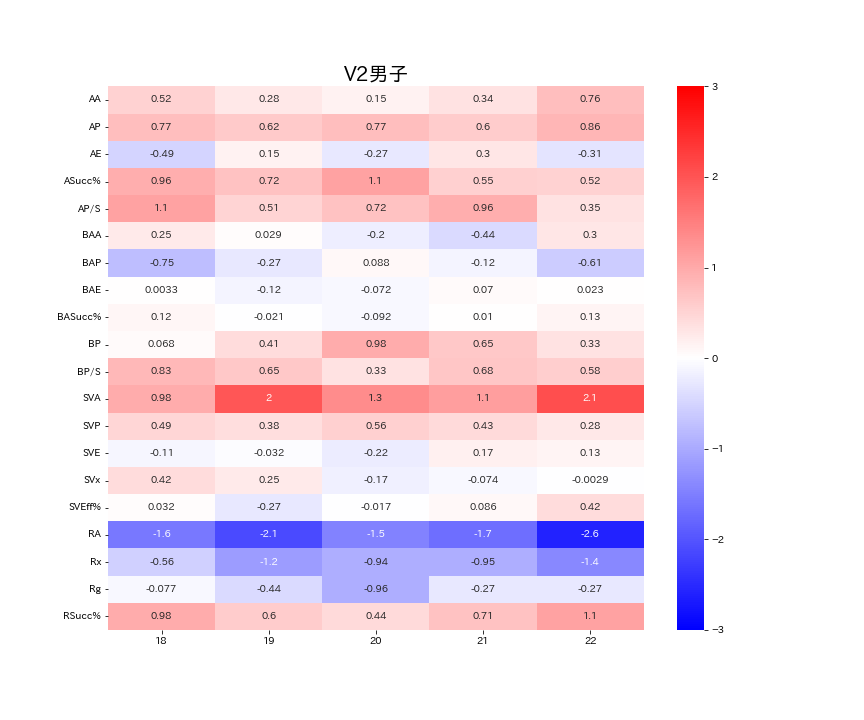 V2男子
AA 0.52 0.28 0.15 0.34 0.76
AP 0.77 0.62 0.77 0.6 0.86
AE -0.49 0.15 -0.27 0.3 -0.31
ASucc% 0.96 0.72 1.1 0.55 0.52
AP/S 1.1 0.51 0.72 0.96 0.35
BAA 0.25 0.029 -0.2 -0.44 0.3
BAP -0.75 -0.27 0.088 -0.12 -0.61
BAE 0.0033 -0.12 -0.072 0.07 0.023
BASucc% 0.12 -0.021 -0.092 0.01 0.13
BP 0.068 0.41 0.98 0.65 0.33
BP/S 0.83 0.65 0.33 0.68 0.58
SVA 0.98 2 1.3 1.1 2.1
SVP 0.49 0.38 0.56 0.43 0.28
SVE -0.11 -0.032 -0.22 0.17 0.13
SVx 0.42 0.25 -0.17 -0.074 -0.0029
SVEff% 0.032 -0.27 -0.017 0.086 0.42
RA -1.6 -2.1 -1.5 -1.7 -2.6
Rx -0.56 -1.2 -0.94 -0.95 -1.4
Rg -0.077 -0.44 -0.96 -0.27 -0.27
RSucc% 0.98 0.6 0.44 0.71 1.1
18 19 20 21 22
3
2
1
0
−1
−2
−3